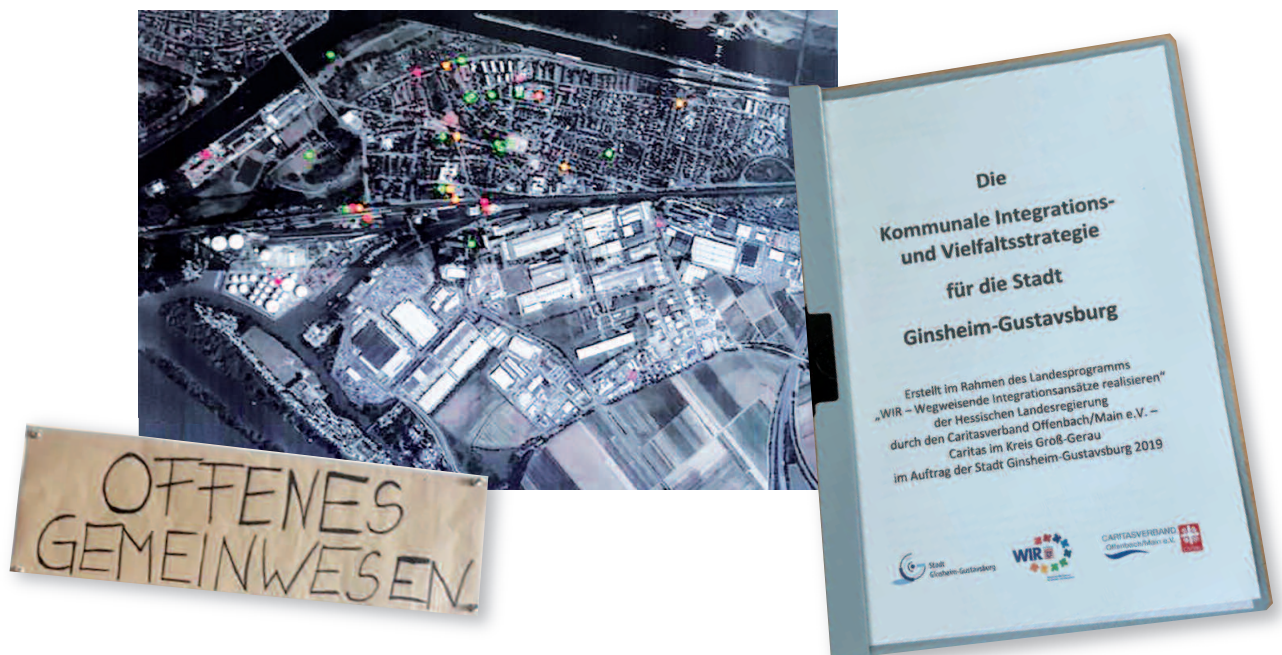 OFFENES
GEMEINWESEN
Die
Kommunale Integrations-
und Vielfaltsstrategie
für die Stadt
Ginsheim-Gustavsburg
Erstellt im Rahmen des Landesprogramms
„WIR – Wegweisende Integrationsansätze realisieren“
der Hessischen Landesregierung
durch den Caritasverband Offenbach/Main e.V. –
Caritas im Kreis Groß-Gerau
im Auftrag der Stadt Ginsheim-Gustavsburg 2019
Stadt
Ginsheim-Gustavsburg
WIR
CARITASVERBAND
Offenbach/Main e.V.